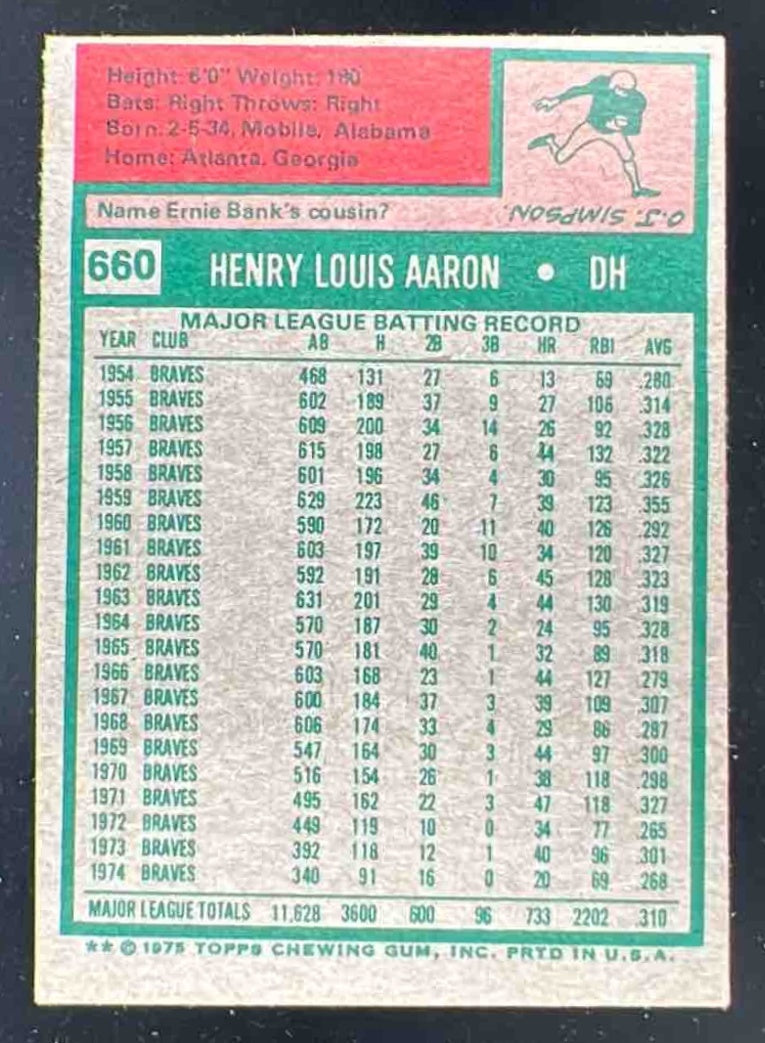 Height: 6'0" Weight: 180
Bats: Right Throws: Right
Born: 2-5-34, Mobile, Alabama
Home: Atlanta, Georgia
Name Ernie Bank's cousin?
O.J. SIMPSON.
660 HENRY LOUIS AARON • DH
MAJOR LEAGUE BATTING RECORD
YEAR CLUB AB H 2B 3B HR RBI AVG
1954 BRAVES 468 131 27 6 13 69 .280
1955 BRAVES 602 189 37 9 27 106 .314
1956 BRAVES 609 200 34 14 26 92 .328
1957 BRAVES 615 198 27 6 44 132 .322
1958 BRAVES 601 196 34 4 30 95 .326
1959 BRAVES 629 223 46 7 39 123 .355
1960 BRAVES 590 172 20 11 40 126 .292
1961 BRAVES 603 197 39 10 34 120 .327
1962 BRAVES 592 191 28 6 45 128 .323
1963 BRAVES 631 201 29 4 44 130 .319
1964 BRAVES 570 187 30 2 24 95 .328
1965 BRAVES 570 181 40 1 32 89 .318
1966 BRAVES 603 168 23 1 44 127 .279
1967 BRAVES 600 184 37 3 39 109 .307
1968 BRAVES 606 174 33 4 29 86 .287
1969 BRAVES 547 164 30 3 44 97 .300
1970 BRAVES 516 154 26 1 38 118 .298
1971 BRAVES 495 162 22 3 47 118 .327
1972 BRAVES 449 119 10 0 34 77 .265
1973 BRAVES 392 118 12 1 40 96 .301
1974 BRAVES 340 91 16 0 20 69 .268
MAJOR LEAGUE TOTALS 11,628 3600 600 96 733 2202 .310
** © 1975 TOPPS CHEWING GUM, INC. PRTD IN U.S.A.